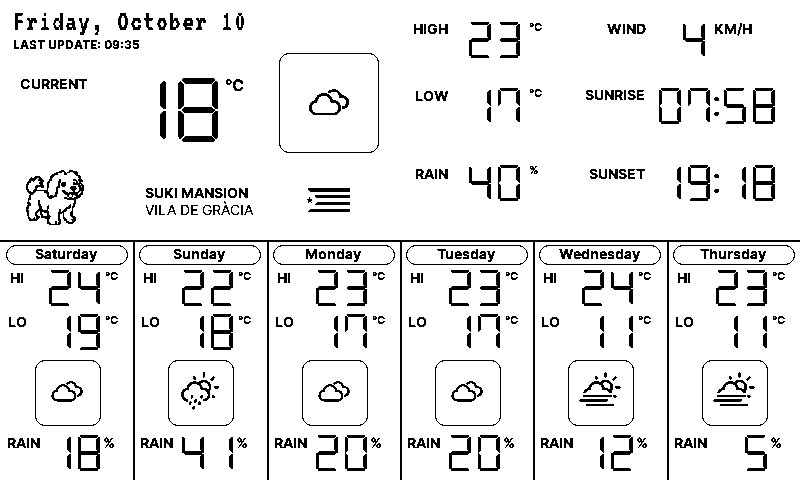 Friday, October 10
LAST UPDATE: 09:35
CURRENT 18 °C
SUKI MANSION
VILA DE GRÀCIA
HIGH 23 °C
LOW 17 °C
RAIN 40 %
WIND 4 KM/H
SUNRISE 07:58
SUNSET 19:18
Saturday
HI 24 °C
LO 19 °C
RAIN 18 %
Sunday
HI 22 °C
LO 18 °C
RAIN 41 %
Monday
HI 23 °C
LO 17 °C
RAIN 20 %
Tuesday
HI 23 °C
LO 17 °C
RAIN 20 %
Wednesday
HI 24 °C
LO 11 °C
RAIN 12 %
Thursday
HI 23 °C
LO 11 °C
RAIN 5 %